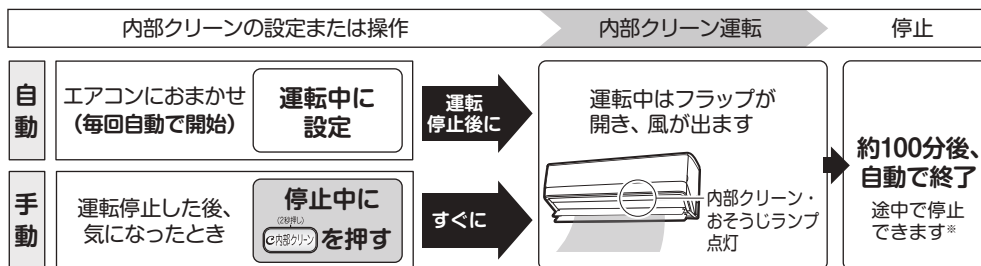 内部クリーンの設定または操作
内部クリーン運転
停止
自動
エアコンにおまかせ
(毎回自動で開始)
運転中に
設定
運転
停止後に
手動
運転停止した後、
気になったとき
停止中に
(2秒押し)
内部クリーン を押す
すぐに
運転中はフラップが
開き、風が出ます
内部クリーン・
おそうじランプ
点灯
約100分後、
自動で終了
途中で停止
できます※